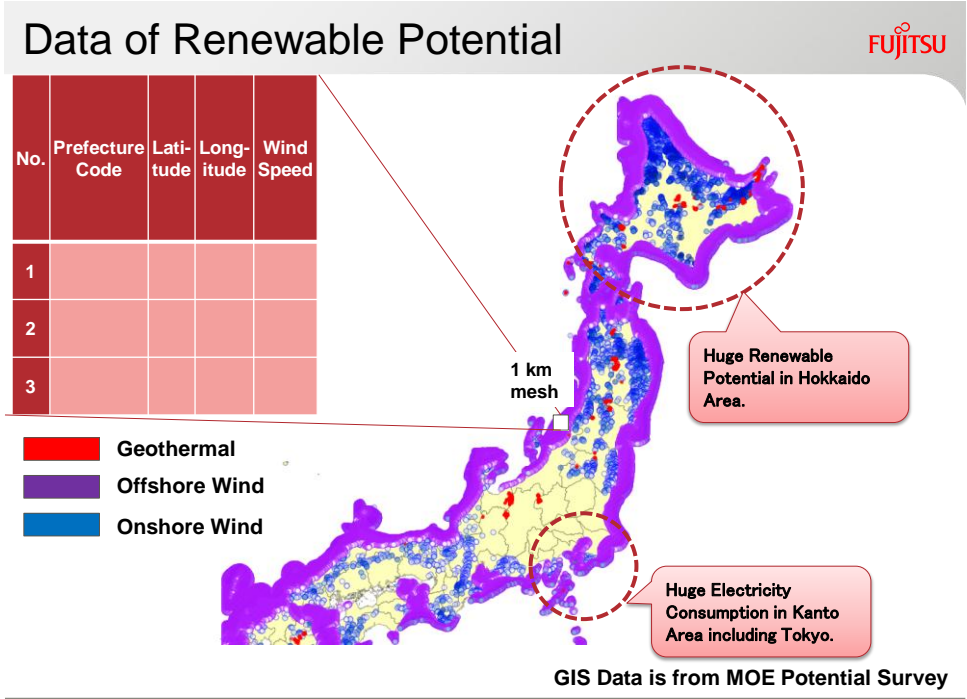 Data of Renewable Potential
FUJITSU
No.
Prefecture
Code
Lati-
tude
Long-
itude
Wind
Speed
1
2
3
1 km
mesh
Huge Renewable
Potential in Hokkaido
Area.
Geothermal
Offshore Wind
Onshore Wind
Huge Electricity
Consumption in Kanto
Area including Tokyo.
GIS Data is from MOE Potential Survey